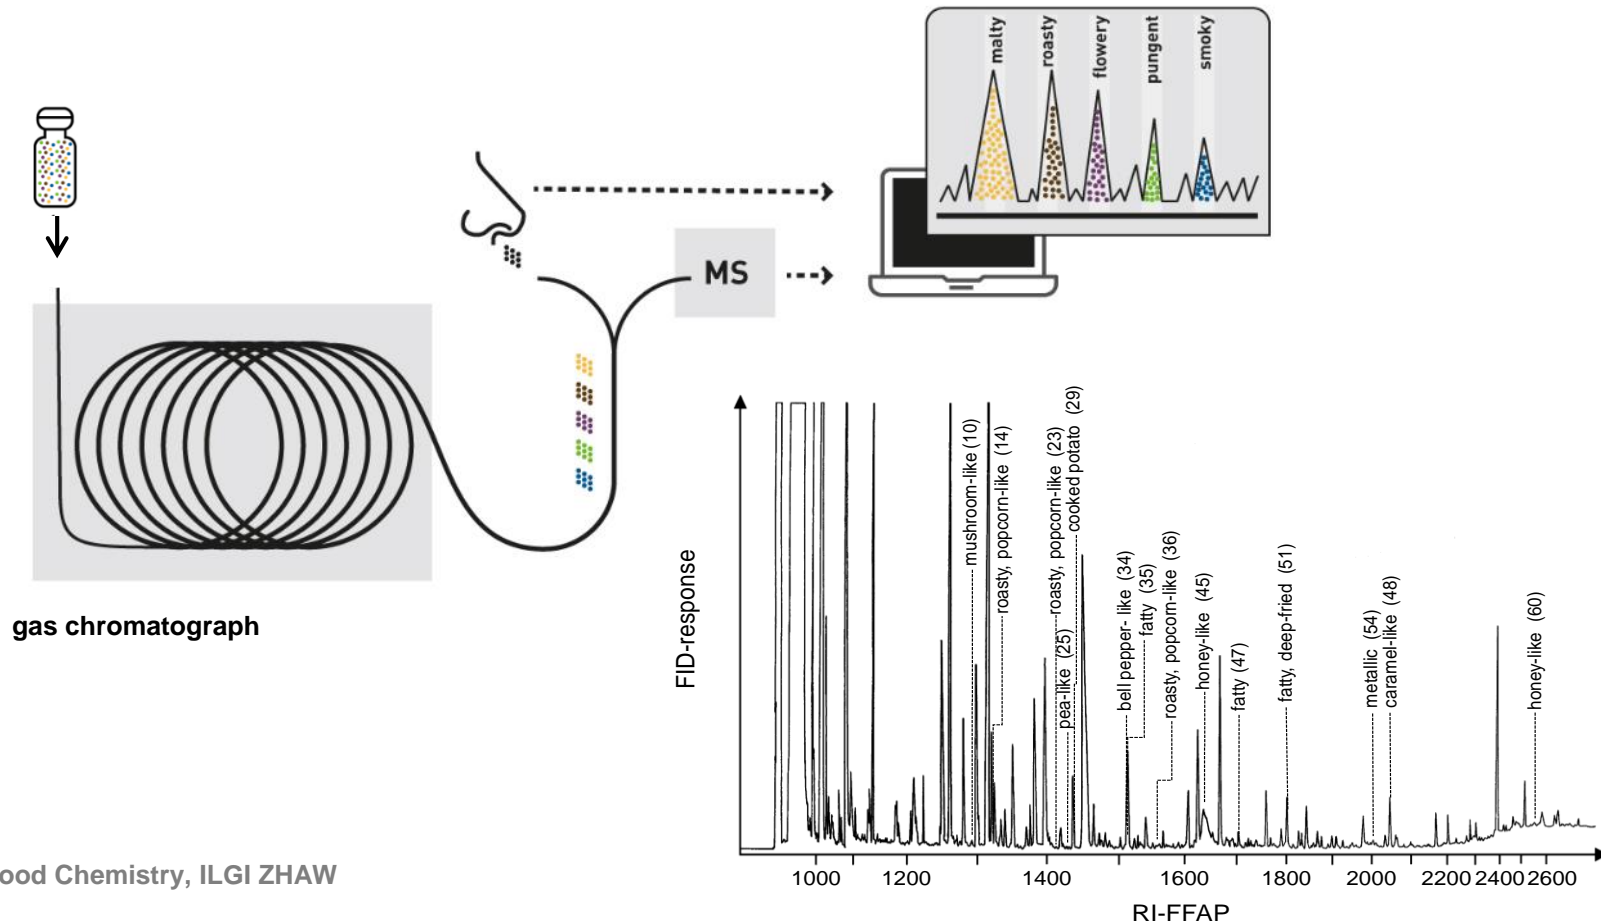 malty
roasty
flowery
pungent
smoky
MS
gas chromatograph
FID-response
mushroom-like (10)
roasty, popcorn-like (14)
roasty, popcorn-like (23)
pea-like (25)
cooked potato (29)
bell pepper- like (34)
fatty (35)
roasty, popcorn-like (36)
honey-like (45)
fatty (47)
fatty, deep-fried (51)
metallic (54)
caramel-like (48)
honey-like (60)
1000 1200 1400 1600 1800 2000 2200 2400 2600
RI-FFAP
ood Chemistry, ILGI ZHAW